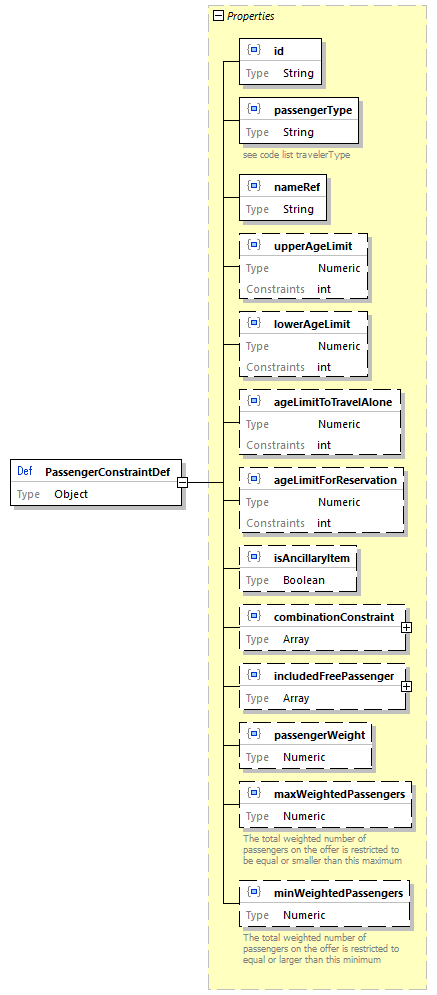 Properties
id
Type String
passengerType
Type String
see code list travelerType
nameRef
Type String
upperAgeLimit
Type Numeric
Constraints int
lowerAgeLimit
Type Numeric
Constraints int
ageLimitToTravelAlone
Type Numeric
Constraints int
Def PassengerConstraintDef
Type Object
ageLimitForReservation
Type Numeric
Constraints int
isAncillaryItem
Type Boolean
combinationConstraint
Type Array
includedFreePassenger
Type Array
passengerWeight
Type Numeric
maxWeightedPassengers
Type Numeric
The total weighted number of
passengers on the offer is restricted to
be equal or smaller than this maximum
minWeightedPassengers
Type Numeric
The total weighted number of
passengers on the offer is restricted to
equal or larger than this minimum